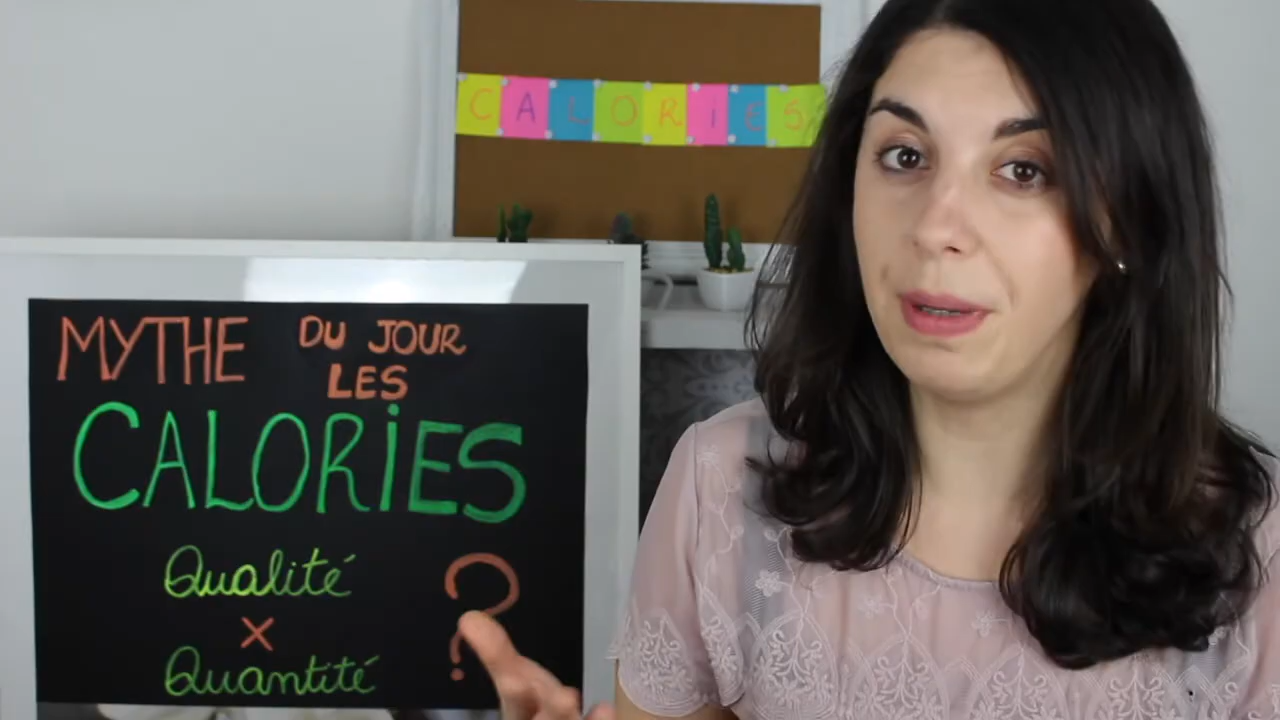 CALORiES
MYTHE DU JOUR
LES
CALORiES
Qualité
X
Quantité
?